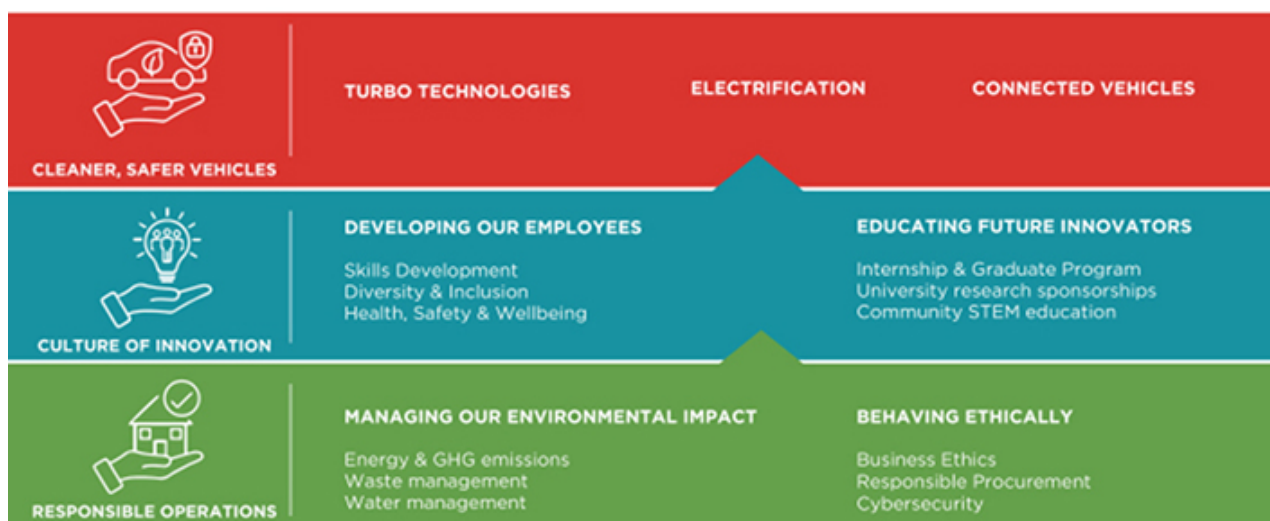 TURBO TECHNOLOGIES
ELECTRIFICATION
CONNECTED VEHICLES
CLEANER, SAFER VEHICLES
DEVELOPING OUR EMPLOYEES
Skills Development
Diversity & Inclusion
Health, Safety & Wellbeing
EDUCATING FUTURE INNOVATORS
Internship & Graduate Program
University research sponsorships
Community STEM education
CULTURE OF INNOVATION
MANAGING OUR ENVIRONMENTAL IMPACT
Energy & GHG emissions
Waste management
Water management
BEHAVING ETHICALLY
Business Ethics
Responsible Procurement
Cybersecurity
RESPONSIBLE OPERATIONS